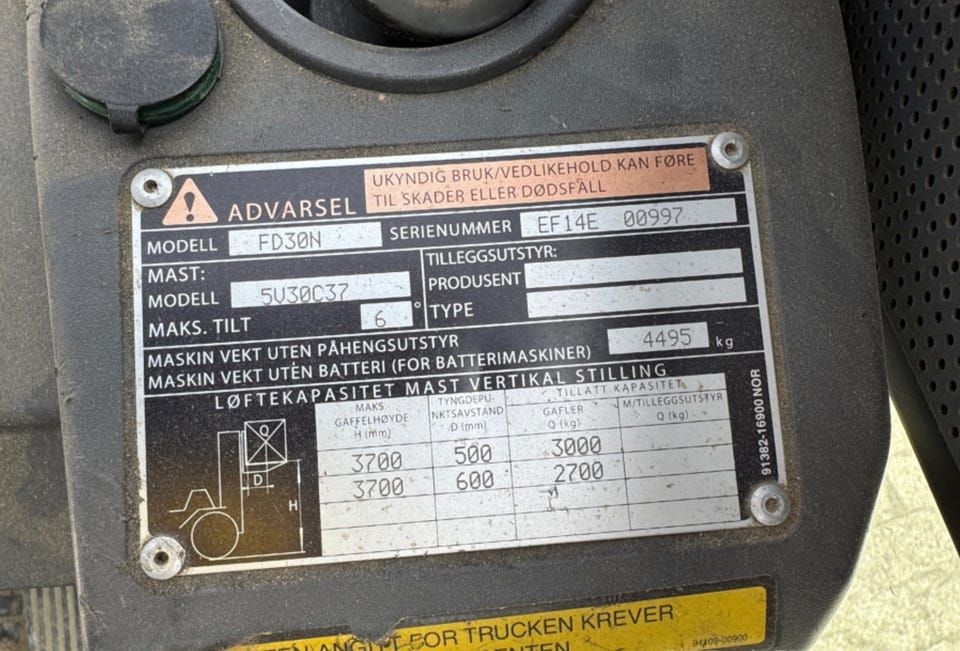 UKYNDIG BRUK/VEDLIKEHOLD KAN FØRE
TIL SKADER ELLER DØDSFALL
ADVARSEL
MODELL FD30N SERIENUMMER EF14E 00997
MAST:
MODELL 5V30C37
MAKS. TILT 6°
TILLEGGSUTSTYR:
PRODUSENT
TYPE
MASKIN VEKT UTEN PÅHENGSUTSTYR
MASKIN VEKT UTEN BATTERI (FOR BATTERIMASKINER) 4495 kg
LØFTEKAPASITET MAST VERTIKAL STILLING
MAKS.
GAFFELHØYDE
H (mm)
TYNGDEPU-
NKTSAVSTAND
D (mm)
TILLATT KAPASITET
GAFLER
Q (kg)
M/TILLEGGSUTSTYR
Q (kg)
3700 500 3000
3700 600 2700
Q
D
H
91382-16900 NOR
FOR TRUCKEN KREVER
94109-00900